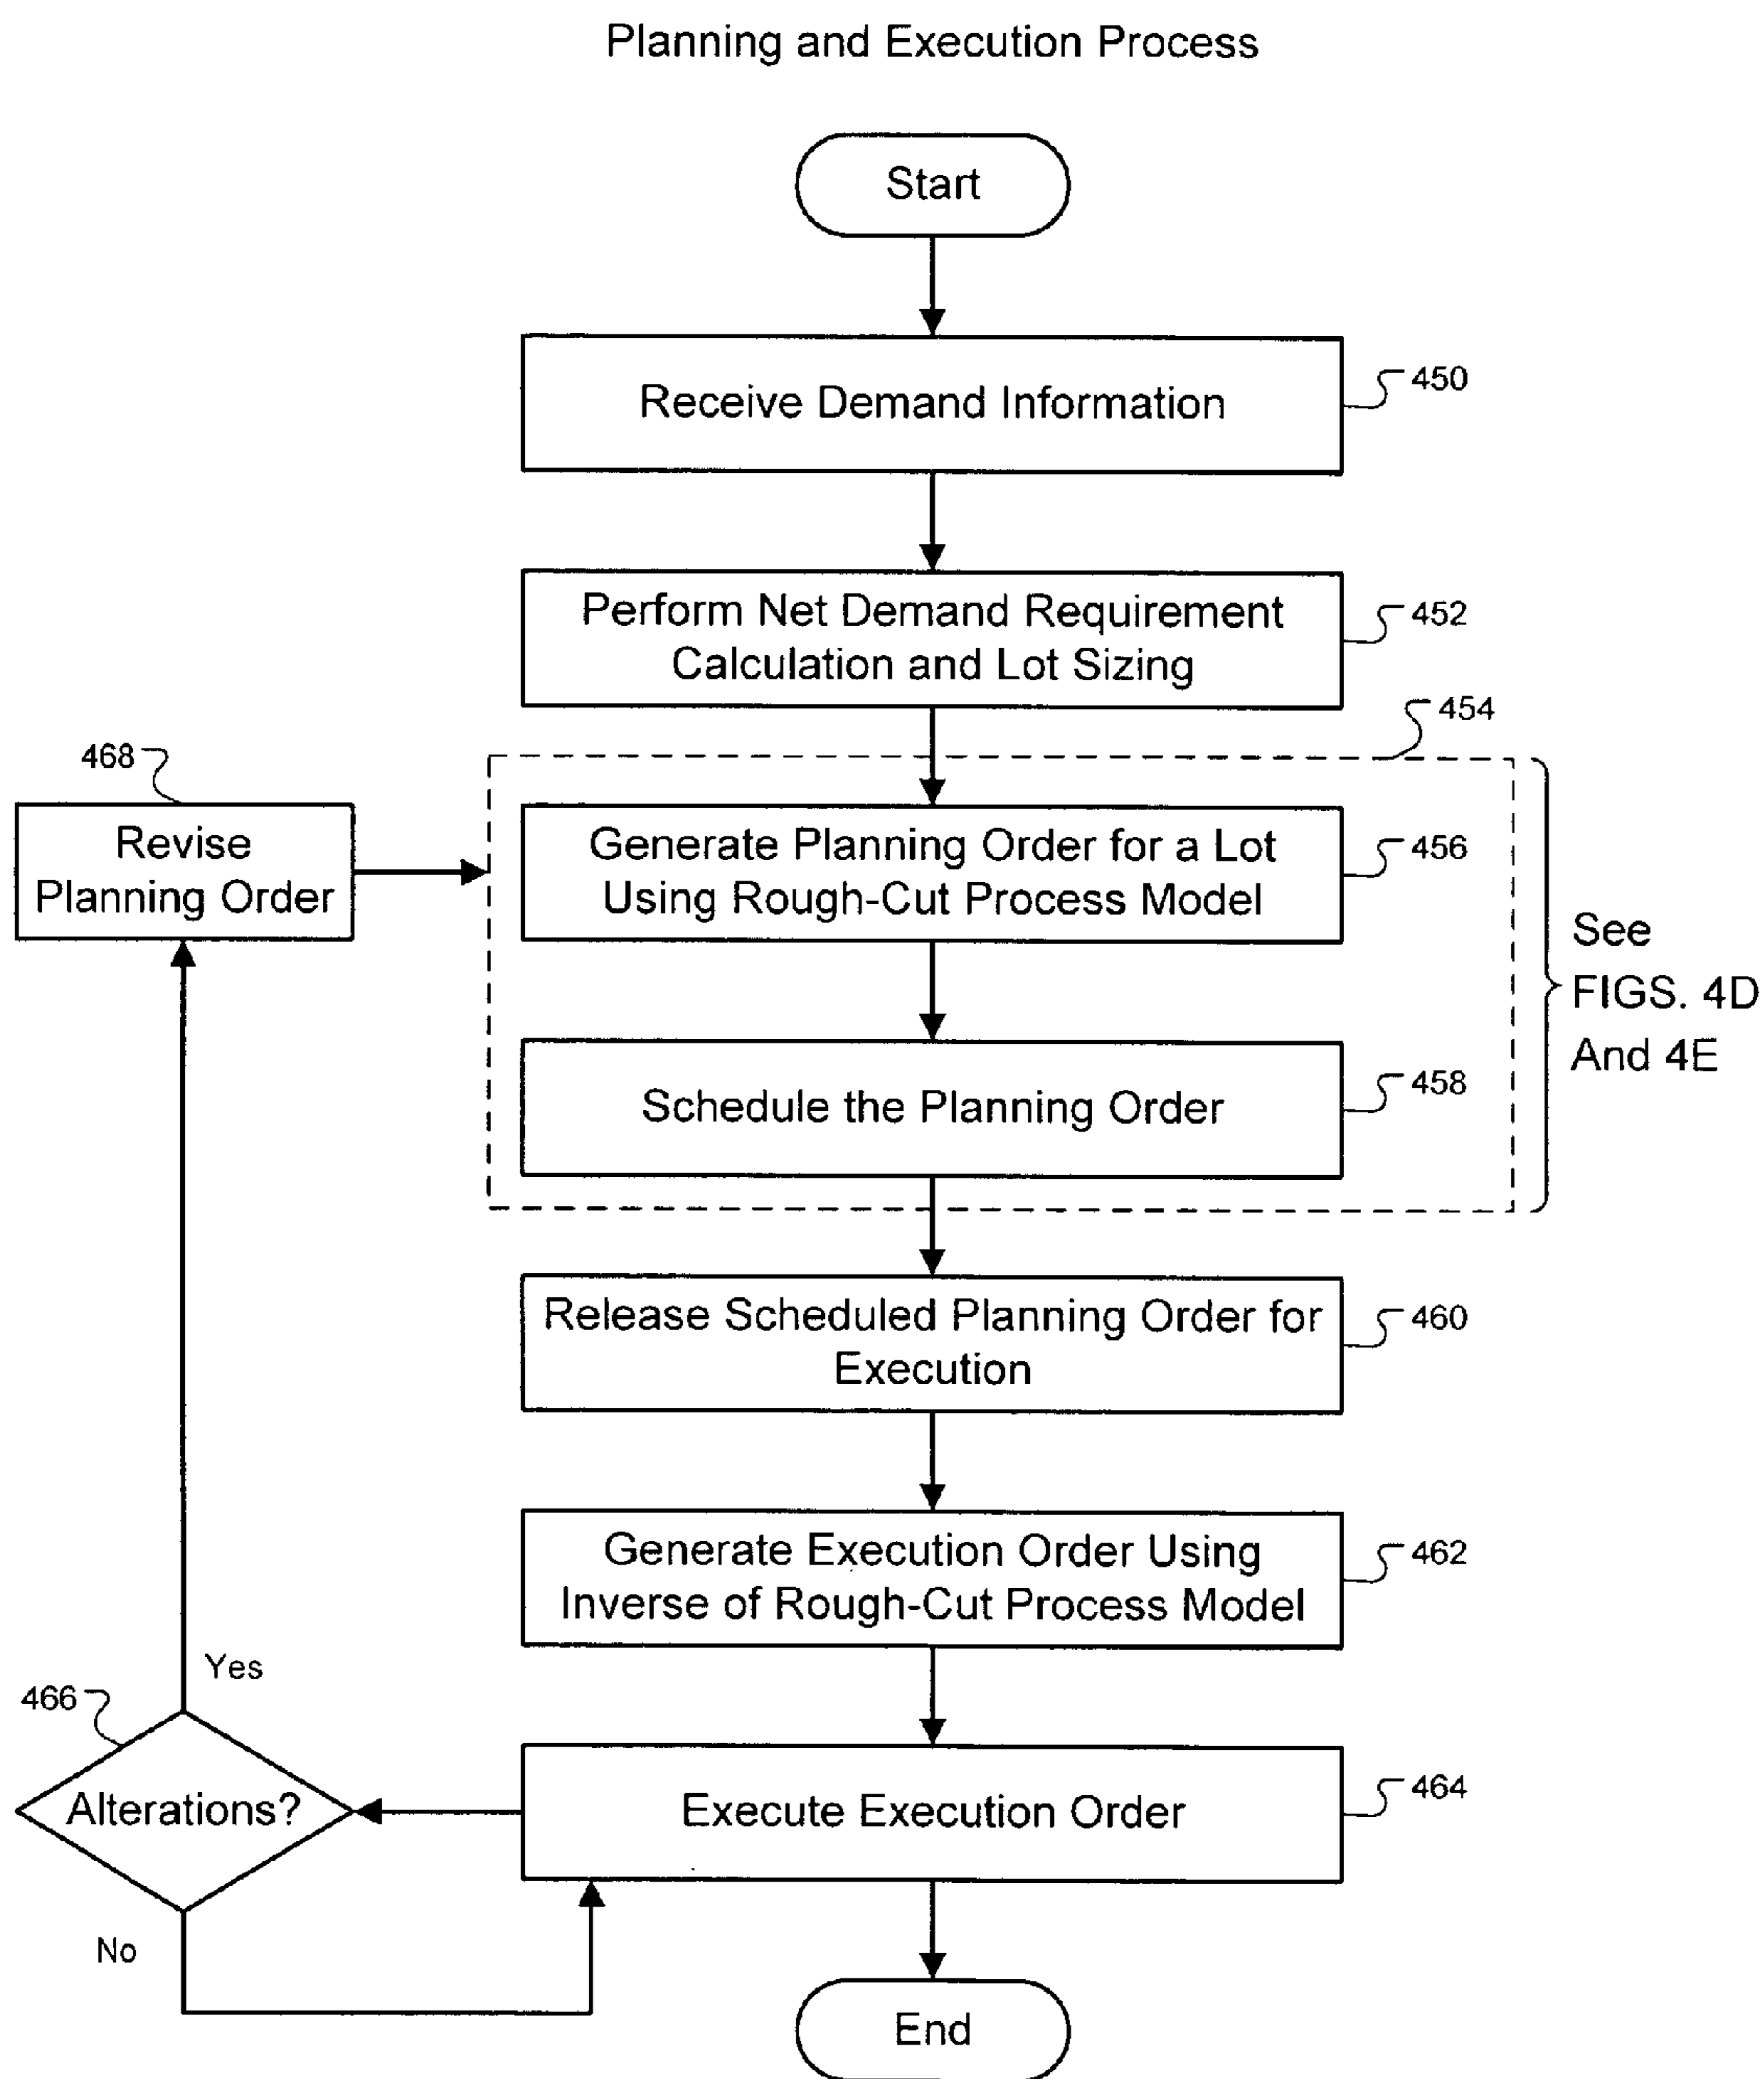 Planning and Execution Process
Start
Receive Demand Information
450
Perform Net Demand Requirement
Calculation and Lot Sizing
452
454
468
Revise
Planning Order
Generate Planning Order for a Lot
Using Rough-Cut Process Model
456
See
FIGS. 4D
And 4E
Schedule the Planning Order
458
Release Scheduled Planning Order for
Execution
460
Generate Execution Order Using
Inverse of Rough-Cut Process Model
462
Yes
466
Alterations?
Execute Execution Order
464
No
End